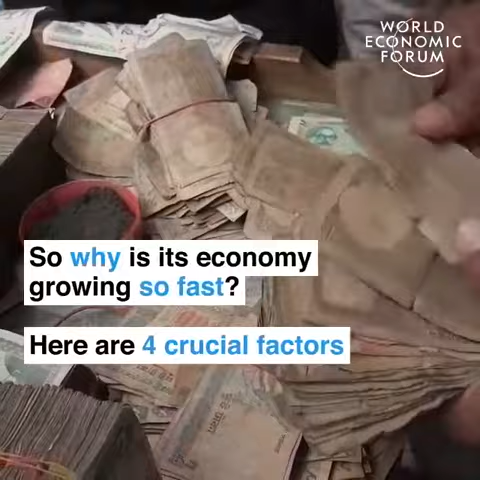 WORLD
ECONOMIC
FORUM
So why is its economy
growing so fast?
Here are 4 crucial factors